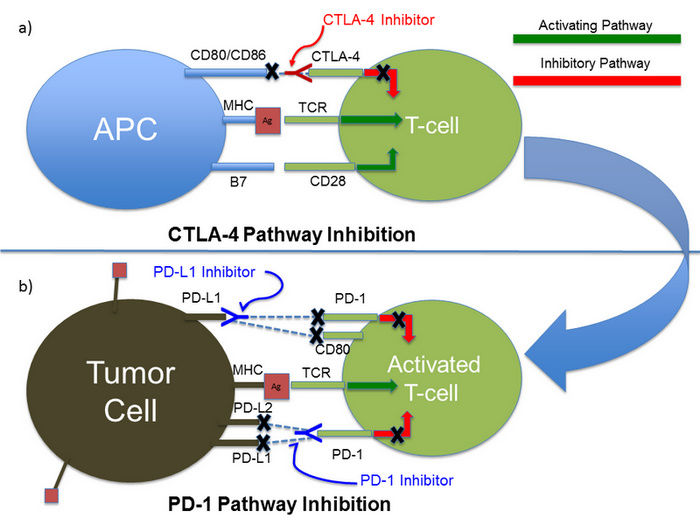 a)
CTLA-4 Inhibitor
Activating Pathway
CD80/CD86
CTLA-4
Inhibitory Pathway
MHC
TCR
APC
Ag
T-cell
B7
CD28
CTLA-4 Pathway Inhibition
b)
PD-L1 Inhibitor
PD-L1
PD-1
CD80
Tumor
Cell
MHC
TCR
Ag
Activated
T-cell
PD-L2
PD-L1
PD-1
PD-1 Inhibitor
PD-1 Pathway Inhibition